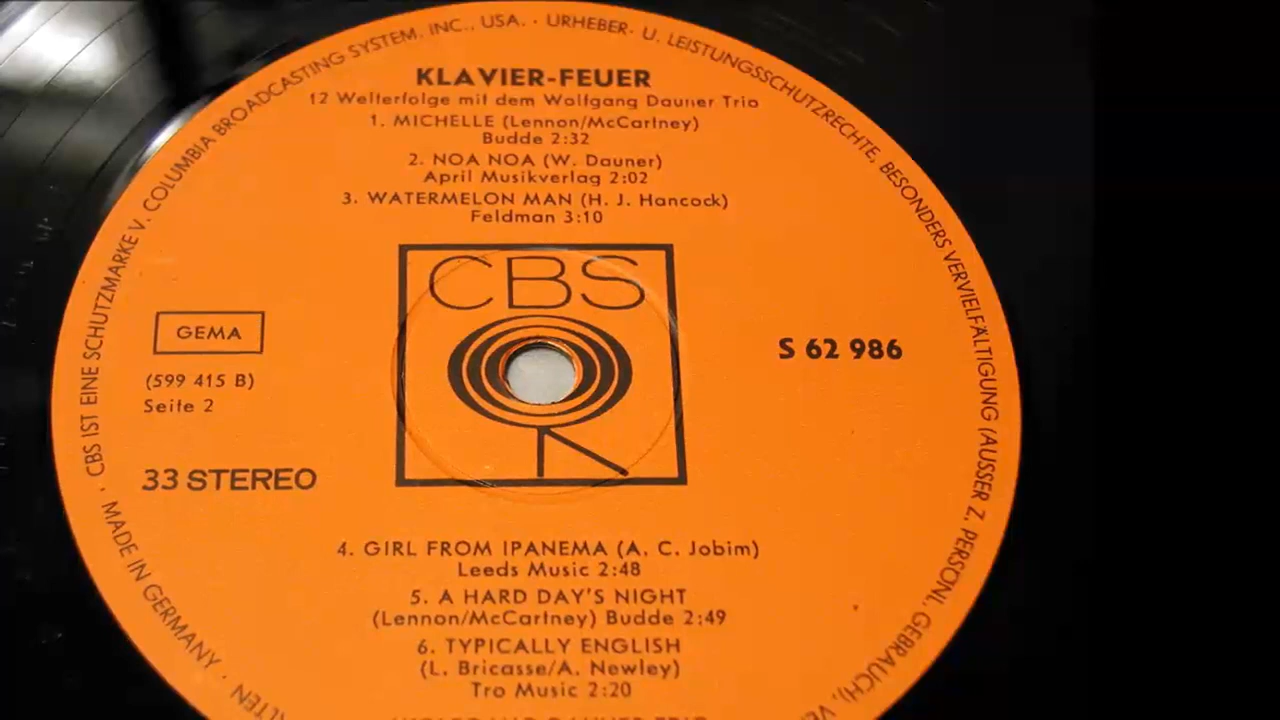 KLAVIER-FEUER
12 Welterfolge mit dem Wolfgang Dauner Trio
1. MICHELLE (Lennon/McCartney)
Budde 2:32
2. NOA NOA (W. Dauner)
April Musikverlag 2:02
3. WATERMELON MAN (H. J. Hancock)
Feldman 3:10
CBS
GEMA
(599 415 B)
Seite 2
33 STEREO
S 62 986
4. GIRL FROM IPANEMA (A. C. Jobim)
Leeds Music 2:48
5. A HARD DAY'S NIGHT
(Lennon/McCartney) Budde 2:49
6. TYPICALLY ENGLISH
(L. Bricasse/A. Newley)
Tro Music 2:20
· MADE IN GERMANY · CBS IST EINE SCHUTZMARKE V. COLUMBIA BROADCASTING SYSTEM, INC., USA. · URHEBER- U. LEISTUNGSSCHUTZRECHTE, BESONDERS VERVIELFÄLTIGUNG (AUSSER Z. PERSÖNL. GEBRAUCH),